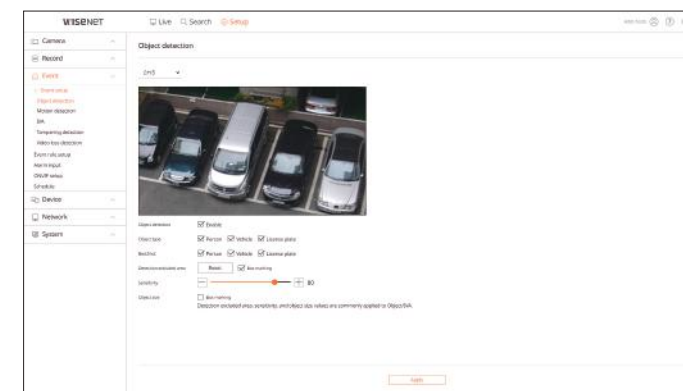 WISENET
Live Search Setup
Camera
Record
Event
Event setup
Object detection
Motion detection
IVA
Tampering detection
Video loss detection
Event rule setup
Alarm input
ONVIF setup
Schedule
Device
Network
System
Object detection
Object detection Enable
Object type Person Vehicle License plate
BestShot Person Vehicle License plate
Detection excluded area Reset Box marking
Sensitivity 80
Object size Box marking
Detection excluded area, sensitivity, and object size values are commonly applied to Object/IVA.
Apply